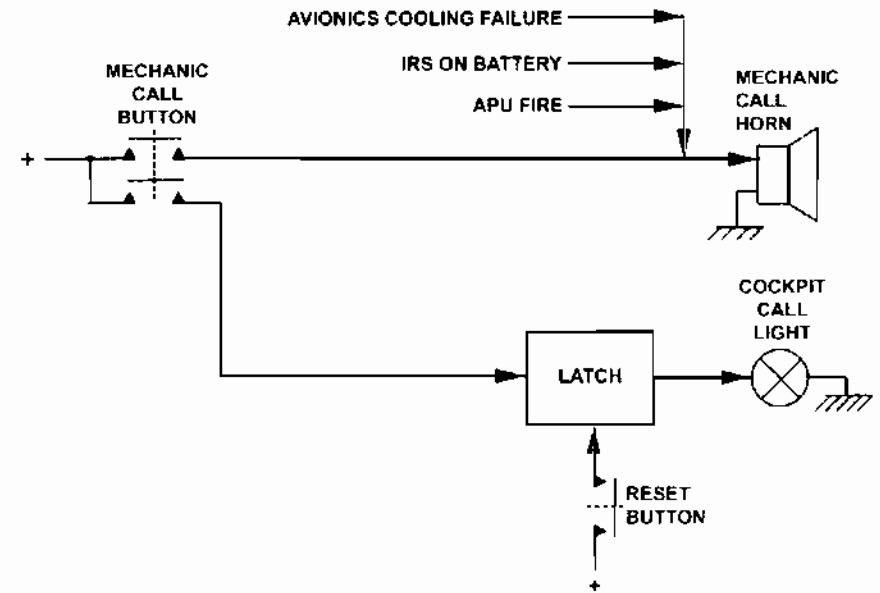 AVIONICS COOLING FAILURE
IRS ON BATTERY
APU FIRE
MECHANIC
CALL
BUTTON
MECHANIC
CALL
HORN
+
COCKPIT
CALL
LIGHT
LATCH
RESET
BUTTON
+